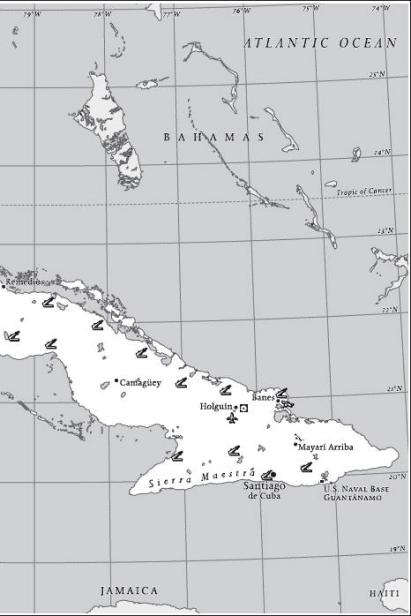 79°W 78°W 77°W 76°W 75°W 74°W
ATLANTIC OCEAN
25°N
BAHAMAS
24°N
Tropic of Cancer
23°N
Remedios
22°N
Camagüey
21°N
Banes
Holguín
Mayarí Arriba
Sierra Maestra
20°N
Santiago
de Cuba
U.S. NAVAL BASE
GUANTÁNAMO
19°N
JAMAICA
HAITI